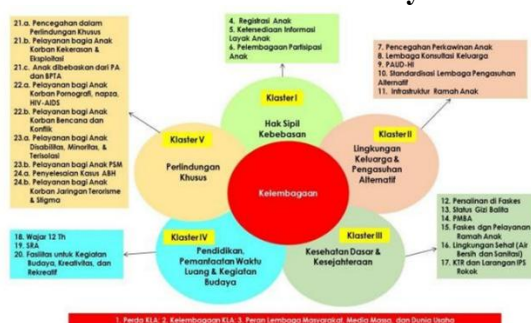 21.a. Pencegahan dalam
Perlindungan Khusus
21.b. Pelayanan bagia Anak
Korban Kekerasan &
Eksploitasi
21.c. Anak dibebaskan dari PA
dan BPTA
22.a. Pelayanan bagi Anak
Korban Pornografi, napza,
HIV-AIDS
22.b. Pelayanan bagi Anak
Korban Bencana dan
Konflik
23.a. Pelayanan bagi Anak
Disabilitas, Minoritas, &
Terisolasi
23.b. Pelayanan bagi Anak PSM
24.a. Penyelesaian Kasus ABH
24.b. Pelayanan bagi Anak
Korban Jaringan Terorisme
& Stigma
4. Registrasi Anak
5. Ketersediaan Informasi
Layak Anak
6. Pelembagaan Partisipasi
Anak
7. Pencegahan Perkawinan Anak
8. Lembaga Konsultasi Keluarga
9. PAUD-HI
10. Standardisasi Lembaga Pengasuhan
Alternatif
11. Infrastruktur Ramah Anak
Klaster I
Hak Sipil
Kebebasan
Klaster II
Lingkungan
Keluarga &
Pengasuhan
Alternatif
Klaster V
Perlindungan
Khusus
Kelembagaan
Klaster IV
Pendidikan,
Pemanfaatan Waktu
Luang & Kegiatan
Budaya
Klaster III
Kesehatan Dasar &
Kesejahteraan
12. Persalinan di Faskes
13. Status Gizi Balita
14. PMBA
15. Faskes dgn Pelayanan
Ramah Anak
16. Lingkungan Sehat (Air
Bersih dan Sanitasi)
17. KTR dan Larangan IPS
Rokok
18. Wajar 12 Th
19. SRA
20. Fasilitas untuk Kegiatan
Budaya, Kreativitas, dan
Rekreatif
1. Perda KLA; 2. Kelembagaan KLA; 3. Peran Lembaga Masyarakat, Media Massa, dan Dunia Usaha